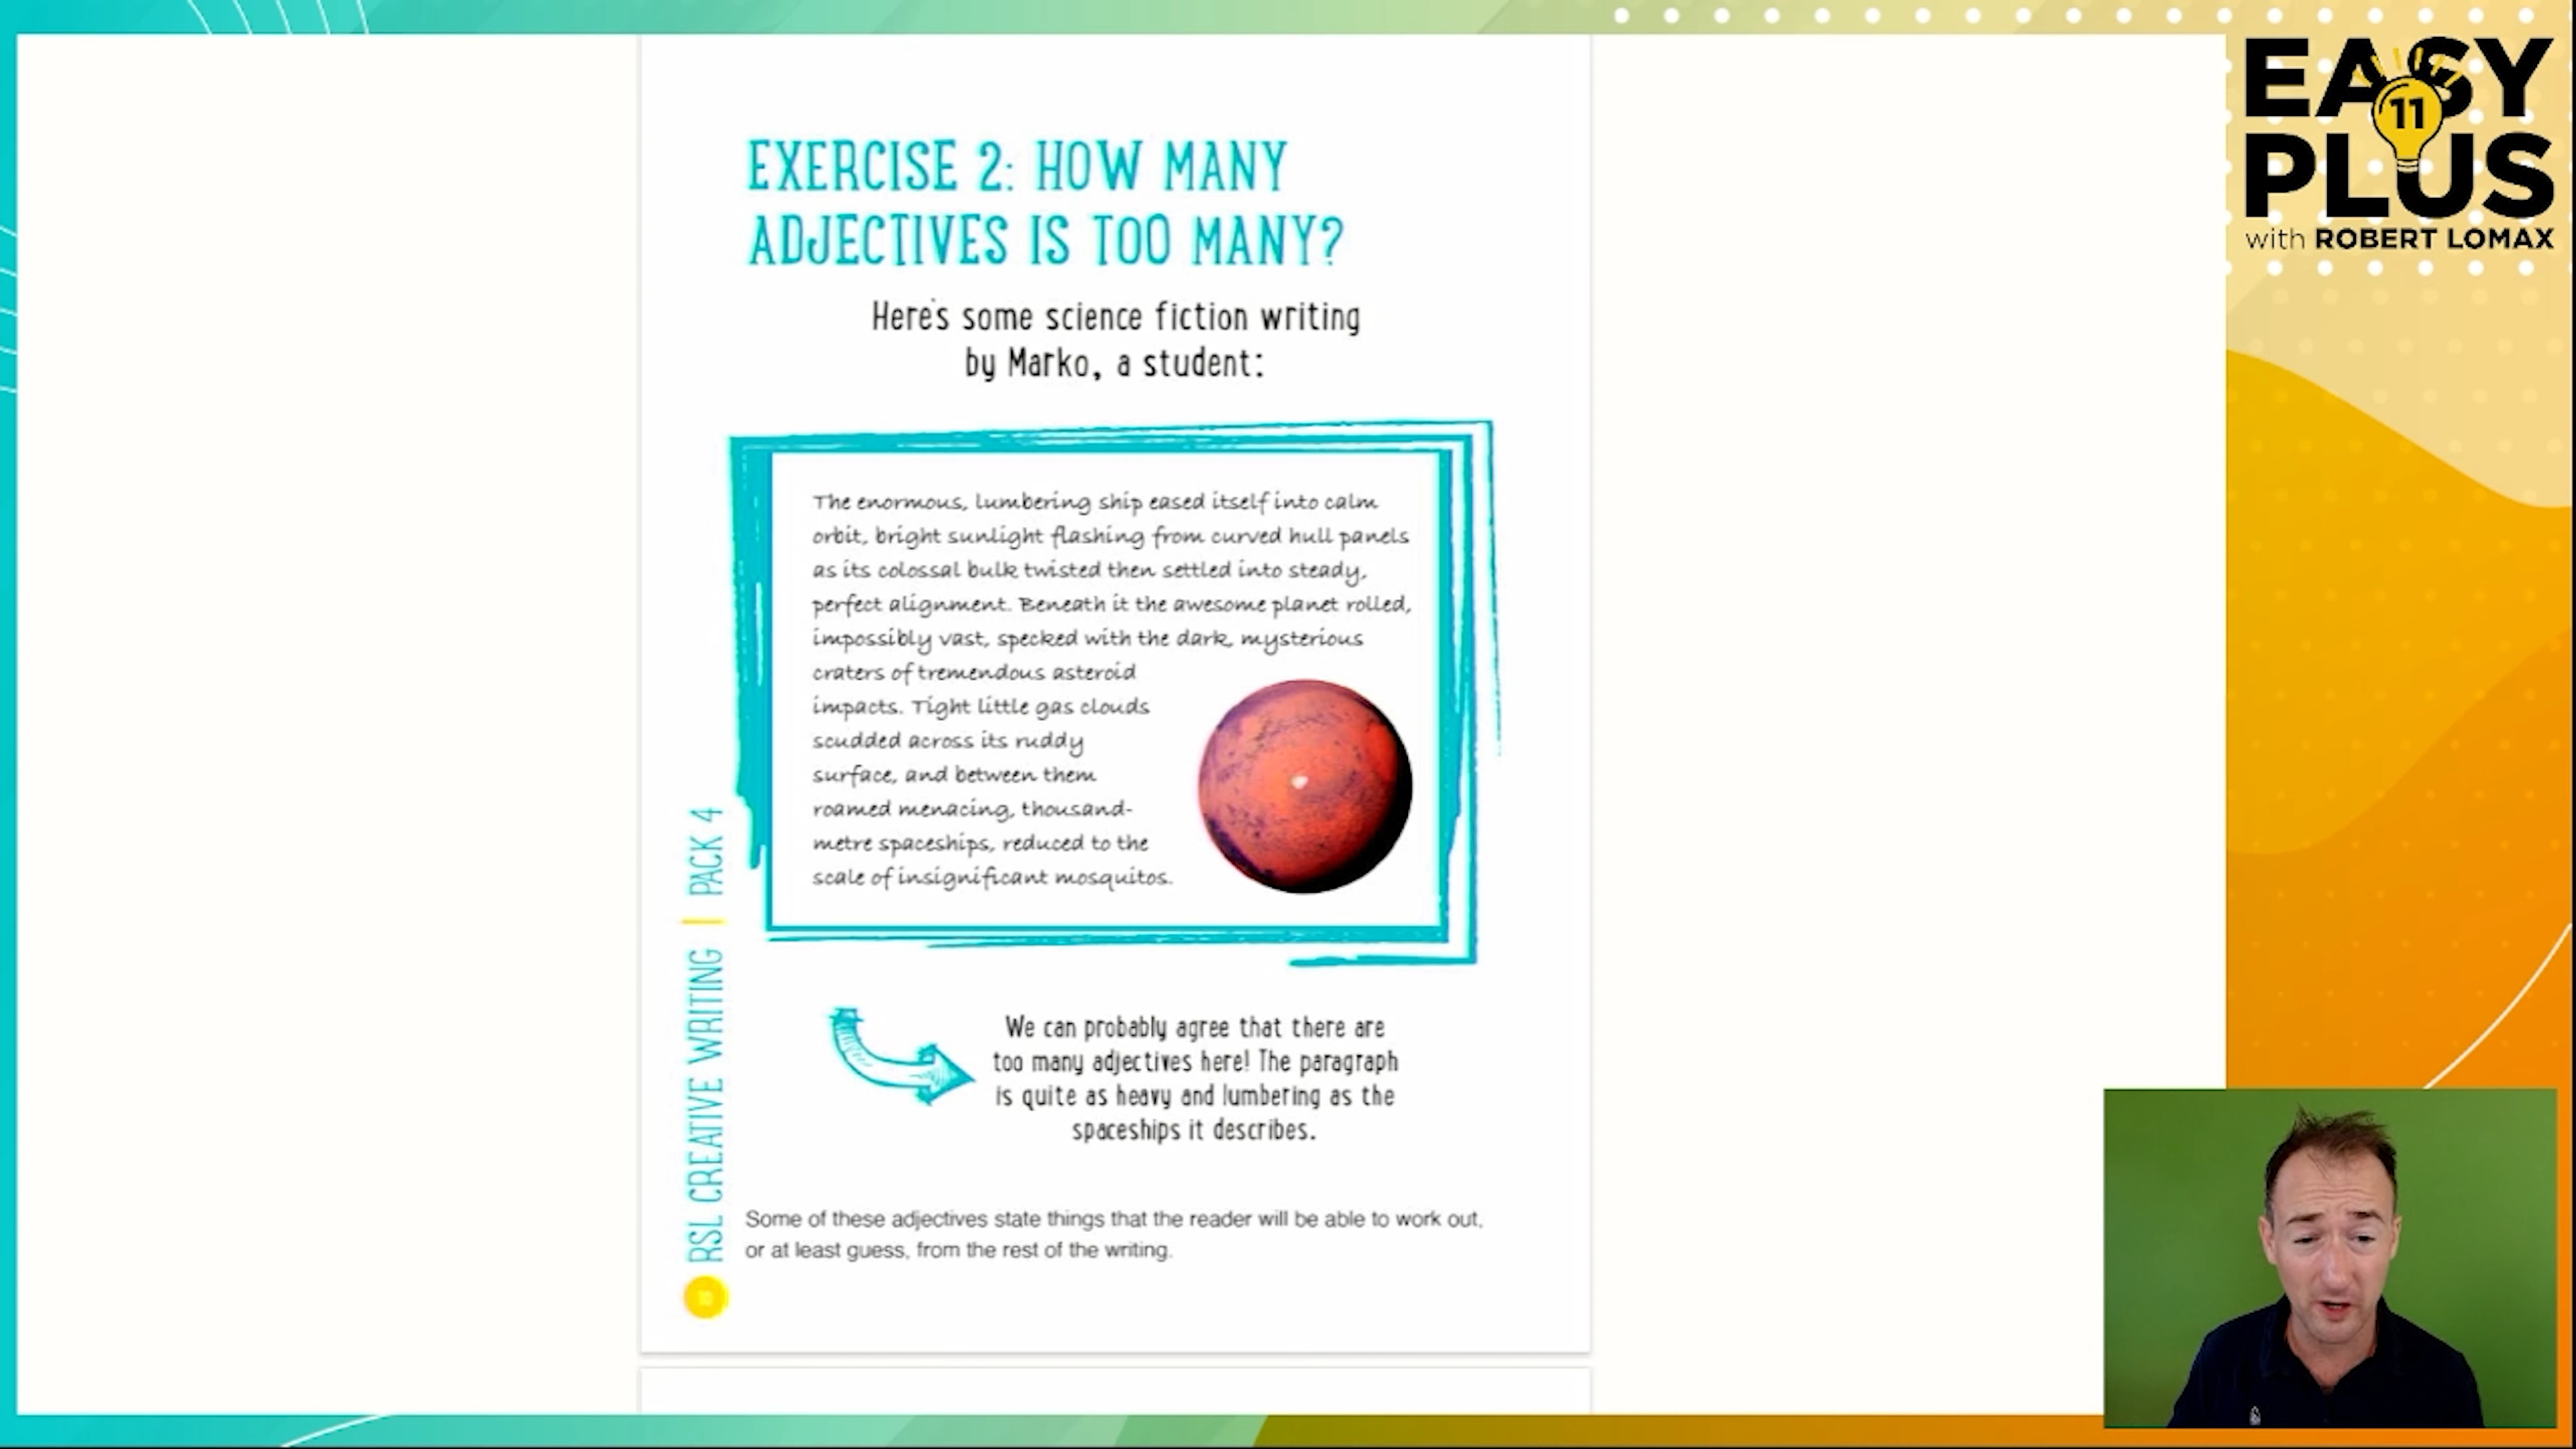 EXERCISE 2: HOW MANY
ADJECTIVES IS TOO MANY?
Here's some science fiction writing
by Marko, a student:
The enormous, lumbering ship eased itself into calm
orbit, bright sunlight flashing from curved hull panels
as its colossal bulk twisted then settled into steady,
perfect alignment. Beneath it the awesome planet rolled,
impossibly vast, specked with the dark, mysterious
craters of tremendous asteroid
impacts. Tight little gas clouds
scudded across its ruddy
surface, and between them
roamed menacing, thousand-
metre spaceships, reduced to the
scale of insignificant mosquitos.
We can probably agree that there are
too many adjectives here! The paragraph
is quite as heavy and lumbering as the
spaceships it describes.
Some of these adjectives state things that the reader will be able to work out,
or at least guess, from the rest of the writing.
RSL CREATIVE WRITING | PACK 4
EASY
11
PLUS
with ROBERT LOMAX